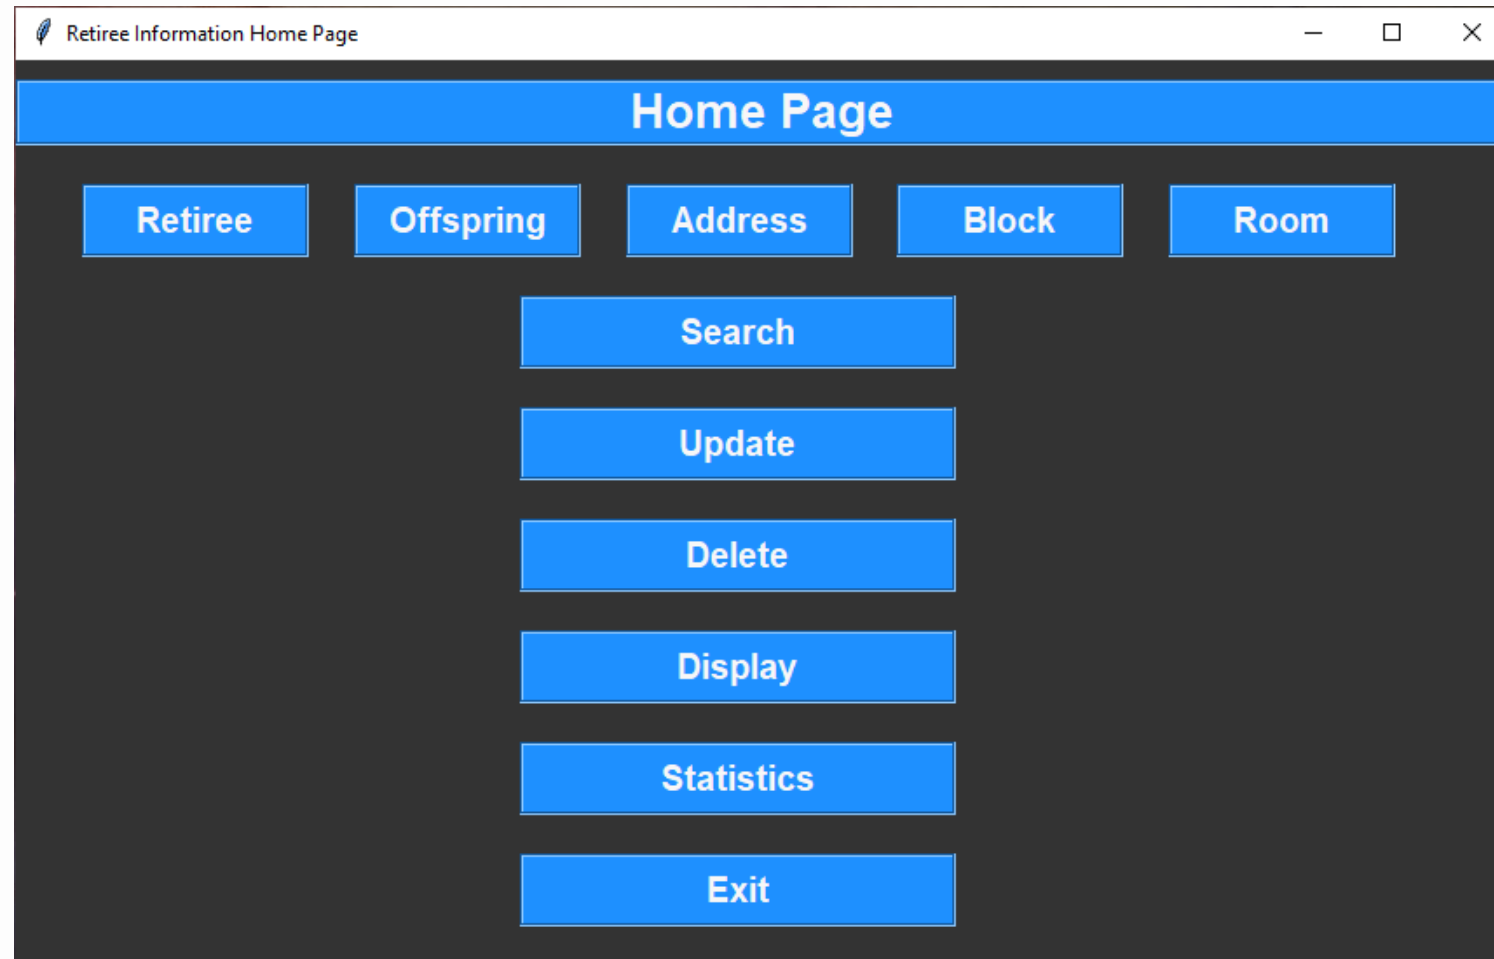 Retiree Information Home Page
Home Page
Retiree Offspring Address Block Room
Search
Update
Delete
Display
Statistics
Exit